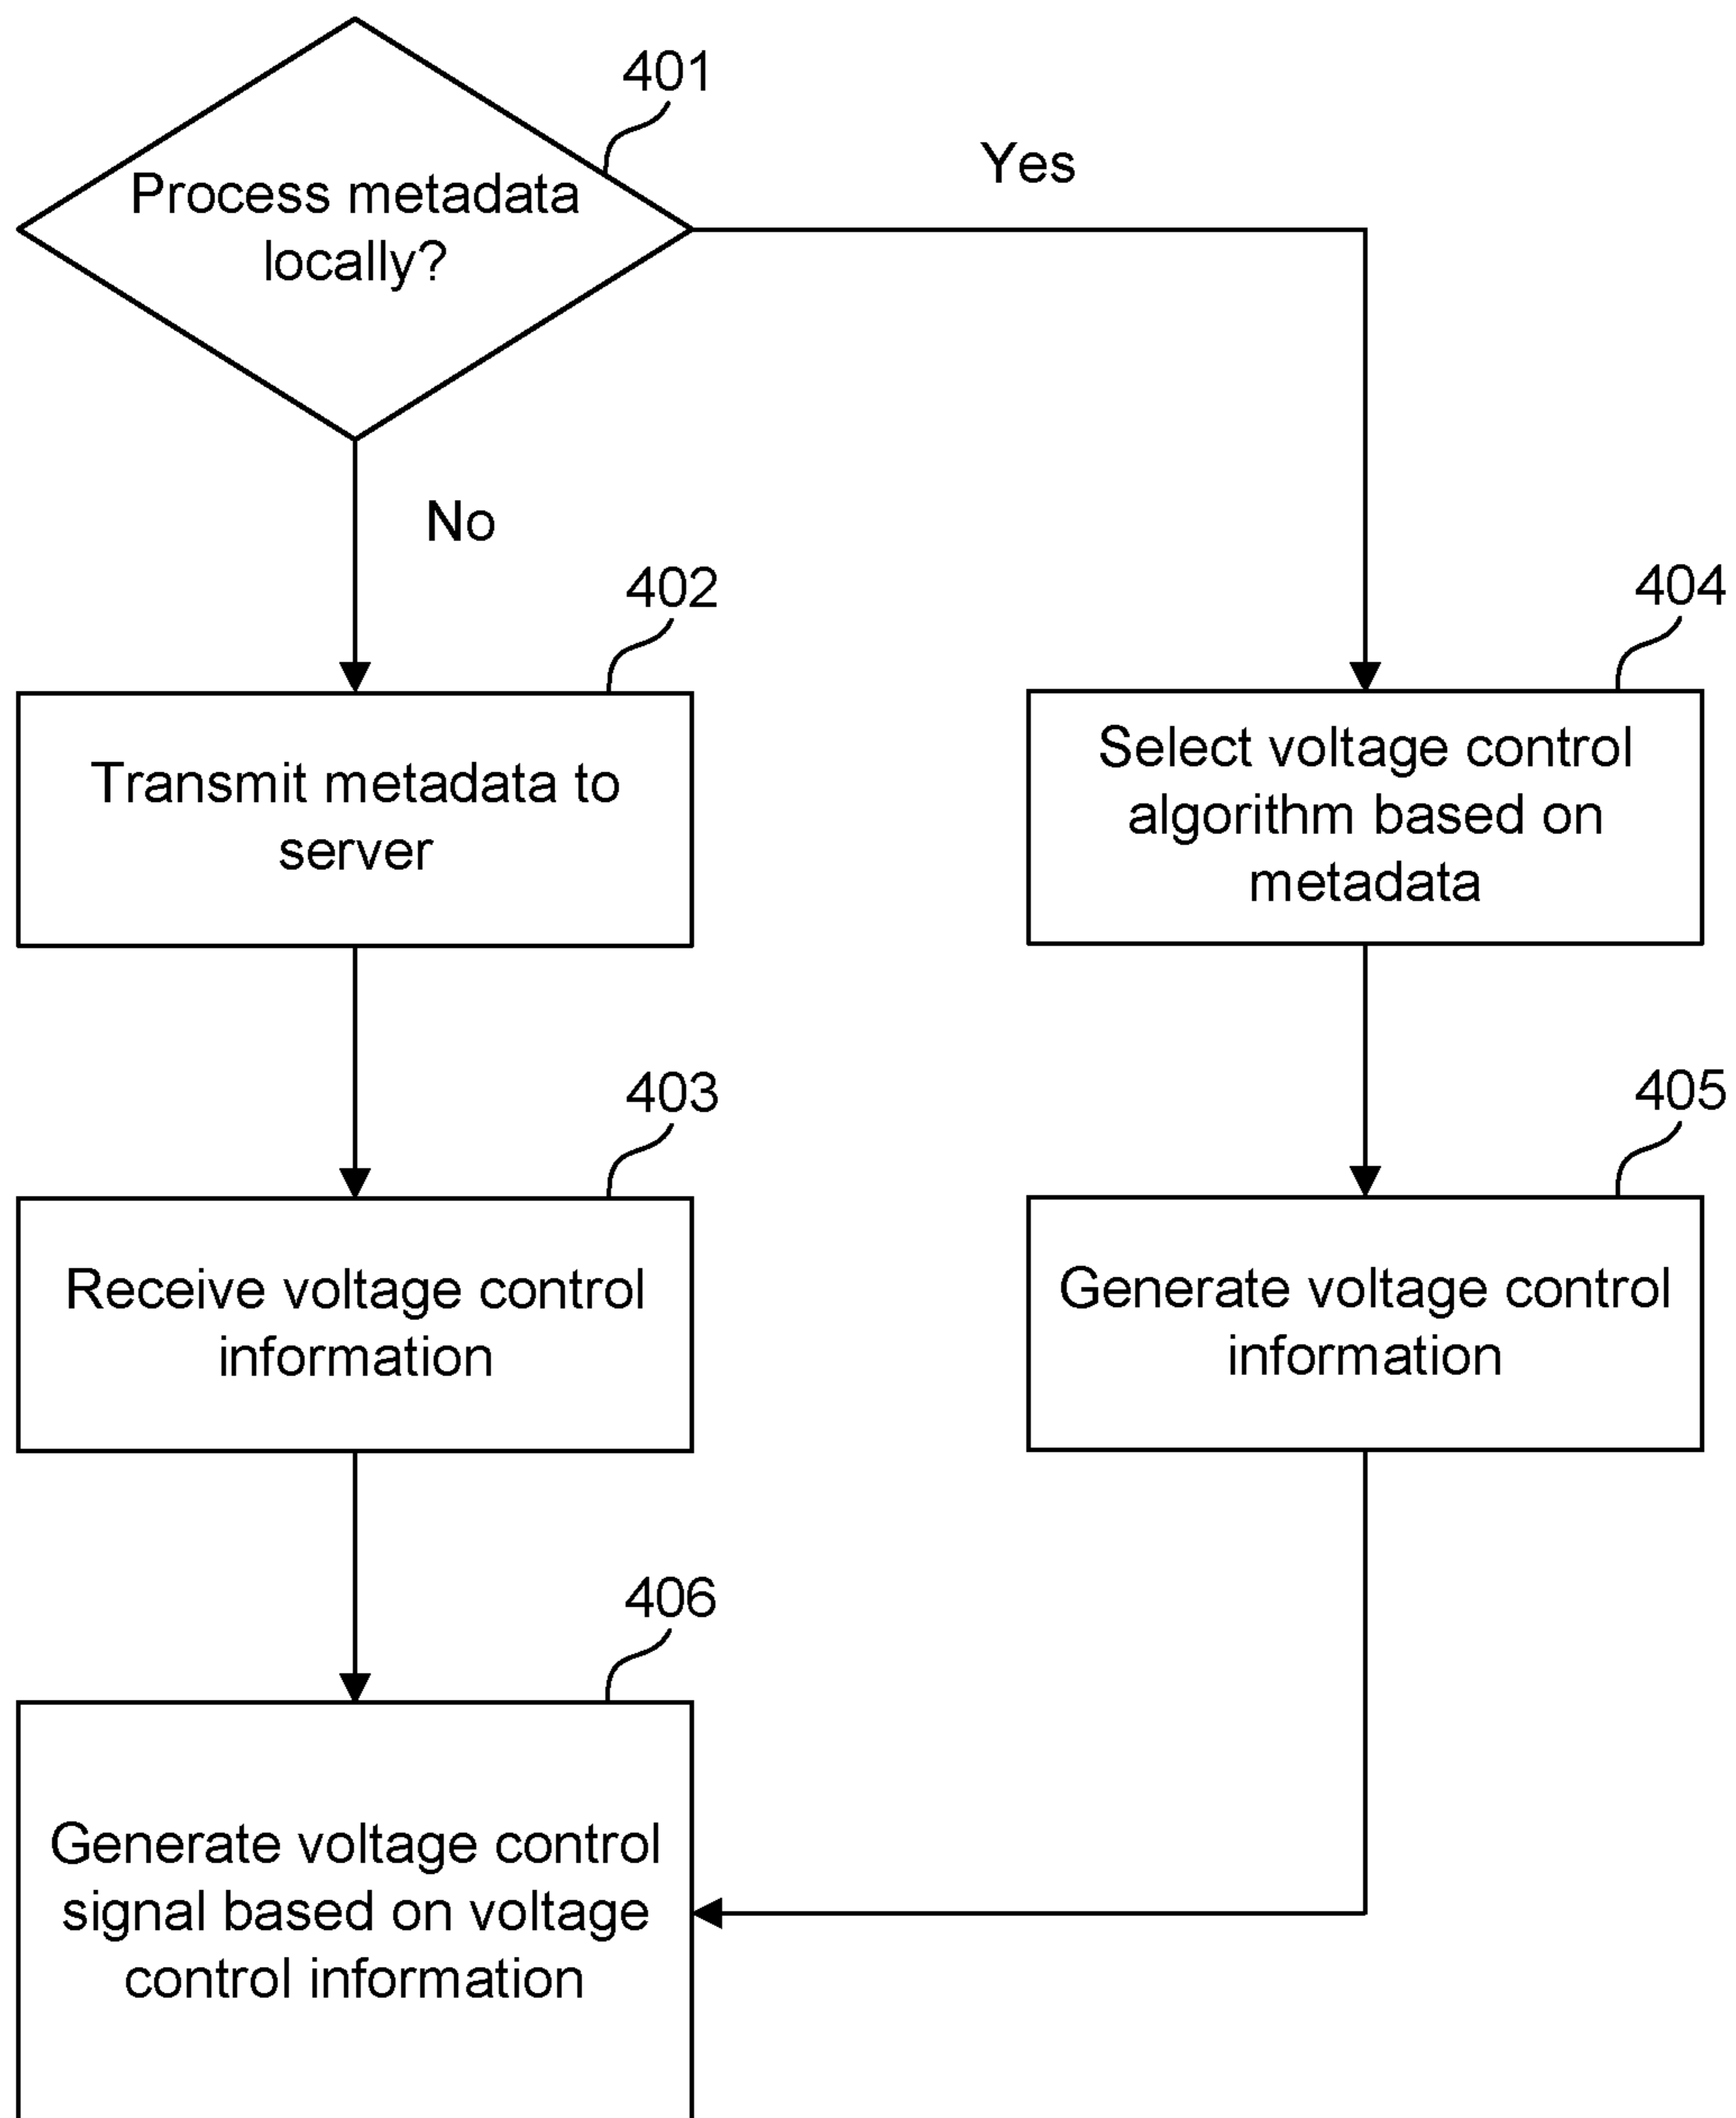 401
Process metadata
locally?
Yes
No
402
Transmit metadata to
server
404
Select voltage control
algorithm based on
metadata
403
Receive voltage control
information
405
Generate voltage control
information
406
Generate voltage control
signal based on voltage
control information